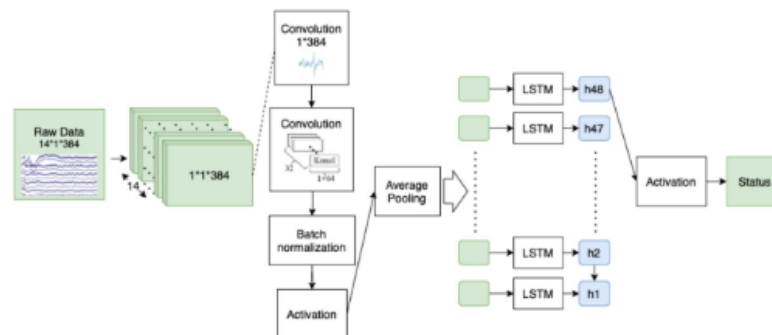 Raw Data
14*1*384
14
1*1*384
Convolution
1*384
Convolution
32
Kernel
1*64
Batch
normalization
Activation
Average
Pooling
LSTM
h48
LSTM
h47
LSTM
h2
LSTM
h1
Activation
Status